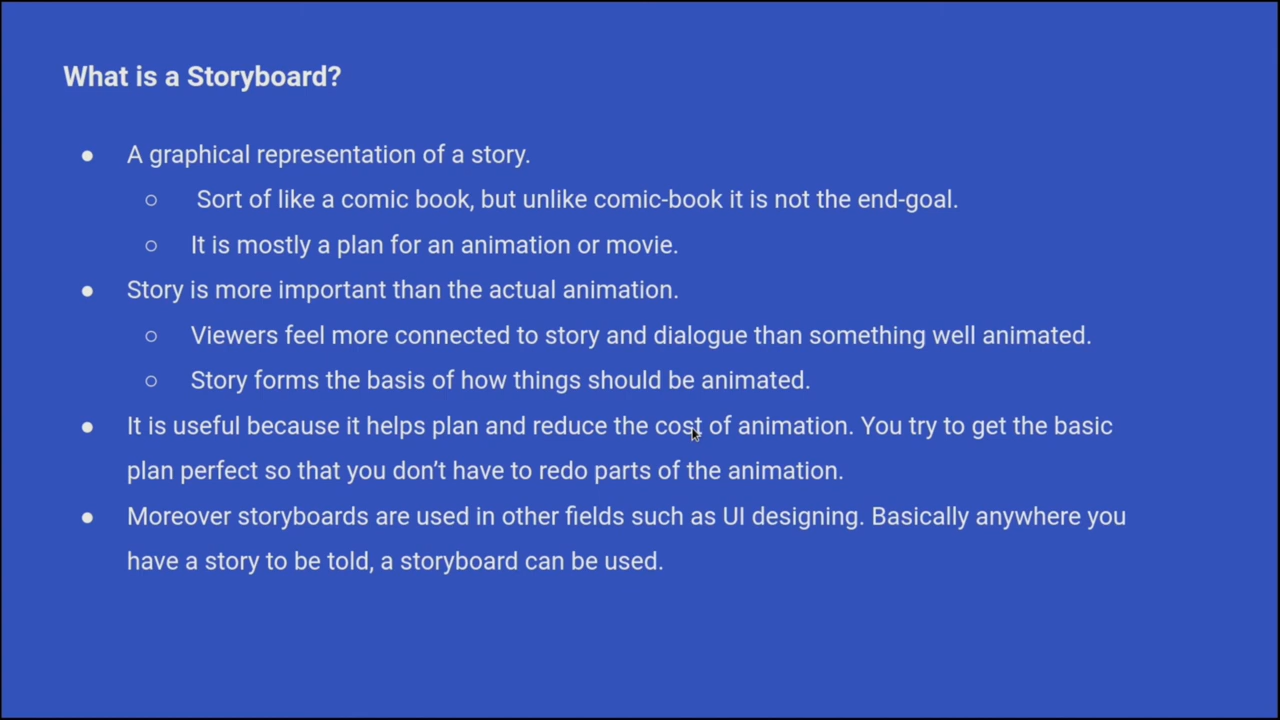 What is a Storyboard?
● A graphical representation of a story.
○ Sort of like a comic book, but unlike comic-book it is not the end-goal.
○ It is mostly a plan for an animation or movie.
● Story is more important than the actual animation.
○ Viewers feel more connected to story and dialogue than something well animated.
○ Story forms the basis of how things should be animated.
● It is useful because it helps plan and reduce the cost of animation. You try to get the basic
plan perfect so that you don’t have to redo parts of the animation.
● Moreover storyboards are used in other fields such as UI designing. Basically anywhere you
have a story to be told, a storyboard can be used.